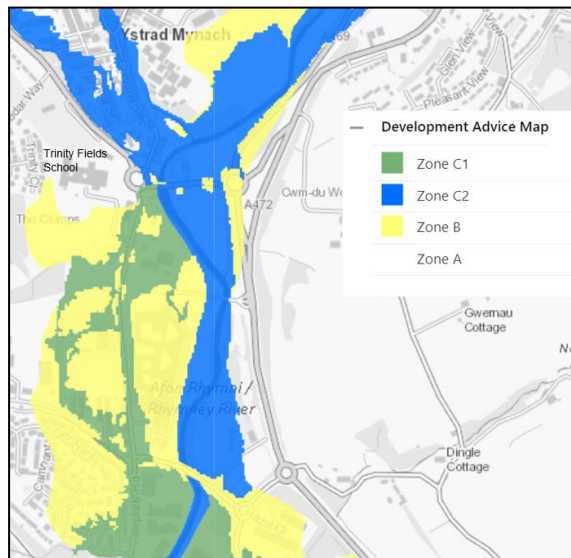 Ystrad Mynach
A469
Glen View
Pleasant View
Trinity Fields
School
Trinity Cl
The Clumps
Cwm-du Wo
A472
Development Advice Map
Zone C1
Zone C2
Zone B
Zone A
Gwernau
Cottage
Afon Rhymni /
Rhymney River
Dingle
Cottage